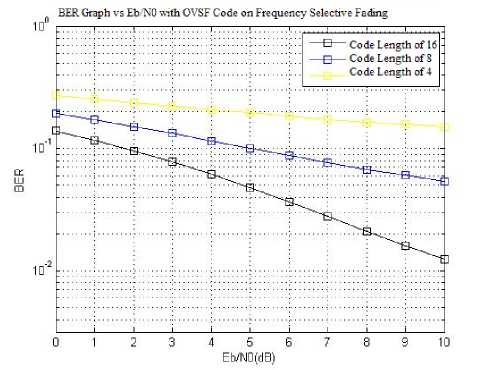 BER Graph vs Eb/N0 with OVSF Code on Frequency Selective Fading
10^0
Code Length of 16
Code Length of 8
Code Length of 4
10^-1
BER
10^-2
0 1 2 3 4 5 6 7 8 9 10
Eb/N0(dB)